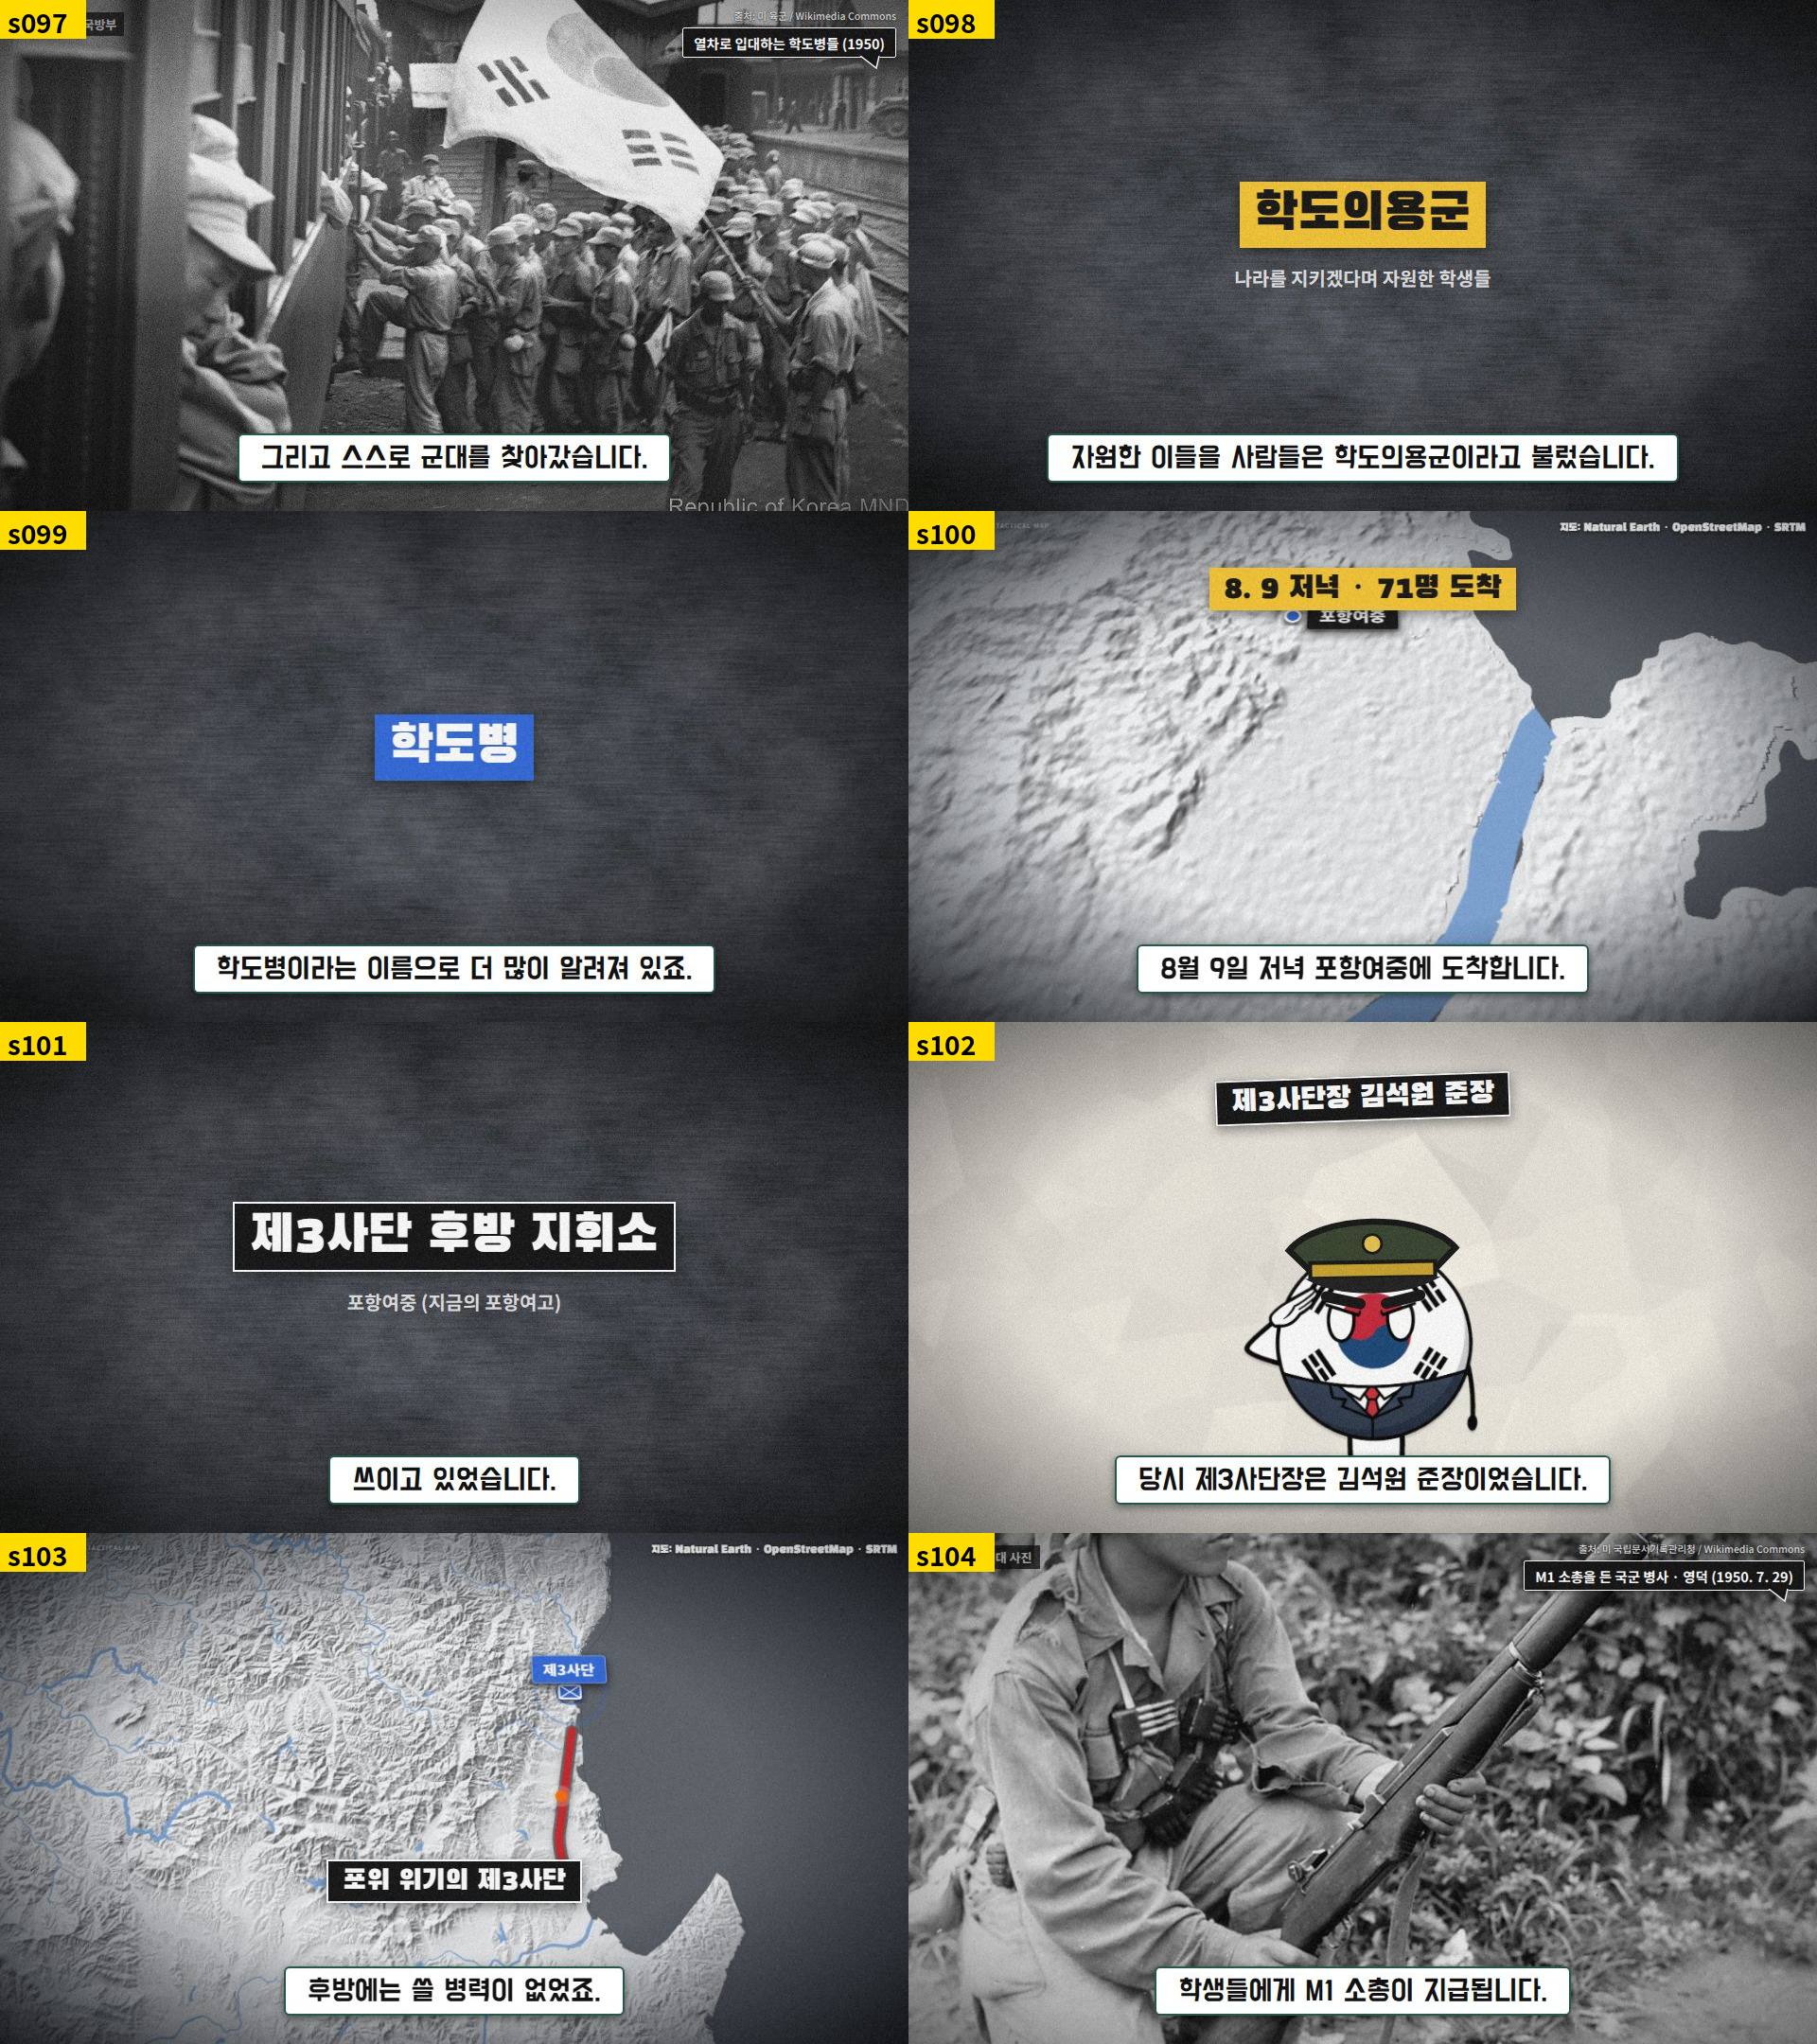 s097
국방부
출처: 미 육군 / Wikimedia Commons
열차로 입대하는 학도병들 (1950)
그리고 스스로 군대를 찾아갔습니다.
Republic of Korea MND
s098
학도의용군
나라를 지키겠다며 자원한 학생들
자원한 이들을 사람들은 학도의용군이라고 불렀습니다.
s099
학도병
학도병이라는 이름으로 더 많이 알려져 있죠.
s100
TACTICAL MAP
지도: Natural Earth · OpenStreetMap · SRTM
8. 9 저녁 · 71명 도착
포항여중
8월 9일 저녁 포항여중에 도착합니다.
s101
제3사단 후방 지휘소
포항여중 (지금의 포항여고)
쓰이고 있었습니다.
s102
제3사단장 김석원 준장
당시 제3사단장은 김석원 준장이었습니다.
s103
TACTICAL MAP
지도: Natural Earth · OpenStreetMap · SRTM
제3사단
포위 위기의 제3사단
후방에는 쓸 병력이 없었죠.
s104
대 사진
출처: 미 국립문서기록관리청 / Wikimedia Commons
M1 소총을 든 국군 병사 · 영덕 (1950. 7. 29)
학생들에게 M1 소총이 지급됩니다.